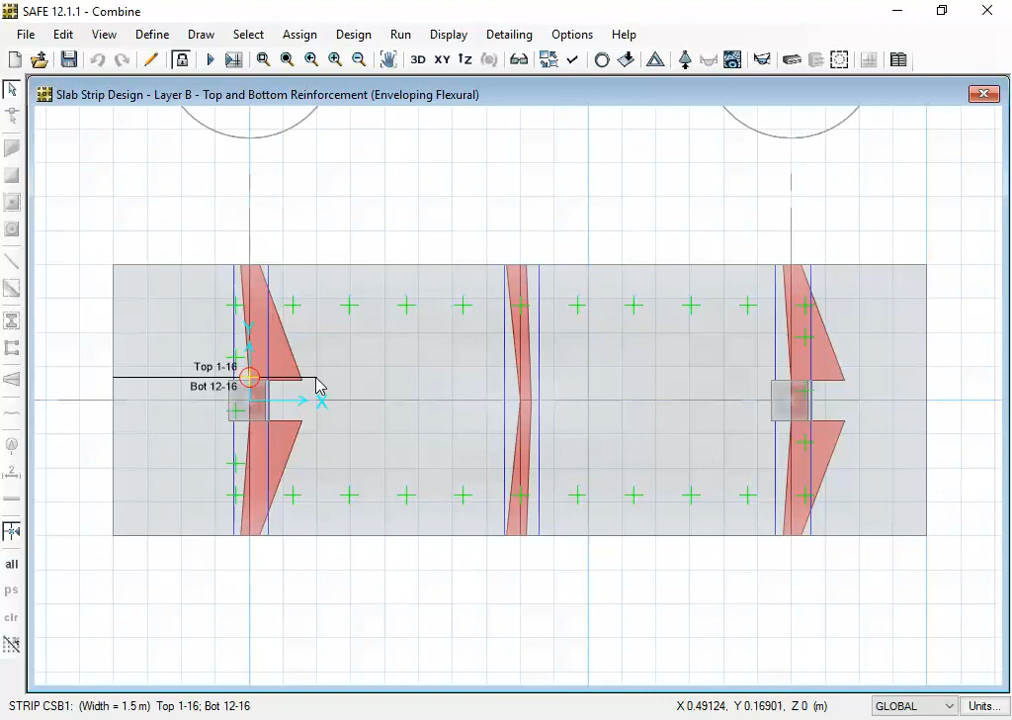 SAFE 12.1.1 - Combine
File Edit View Define Draw Select Assign Design Run Display Detailing Options Help
3D XY
Slab Strip Design - Layer B - Top and Bottom Reinforcement (Enveloping Flexural)
Top 1-16
Bot 12-16
Y
X
all
ps
clr
STRIP CSB1: (Width = 1.5 m) Top 1-16; Bot 12-16 X 0.49124, Y 0.16901, Z 0 (m) GLOBAL Units...